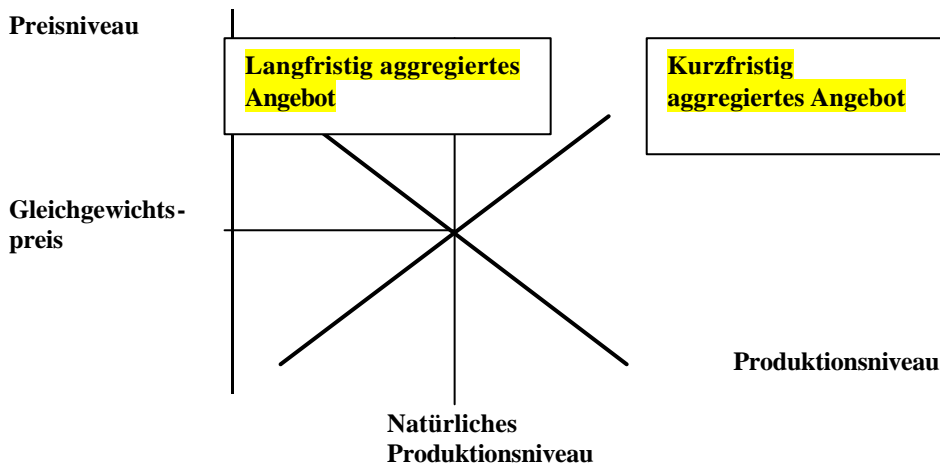 Preisniveau
Langfristig aggregiertes
Angebot
Kurzfristig
aggregiertes Angebot
Gleichgewichts-
preis
Produktionsniveau
Natürliches
Produktionsniveau